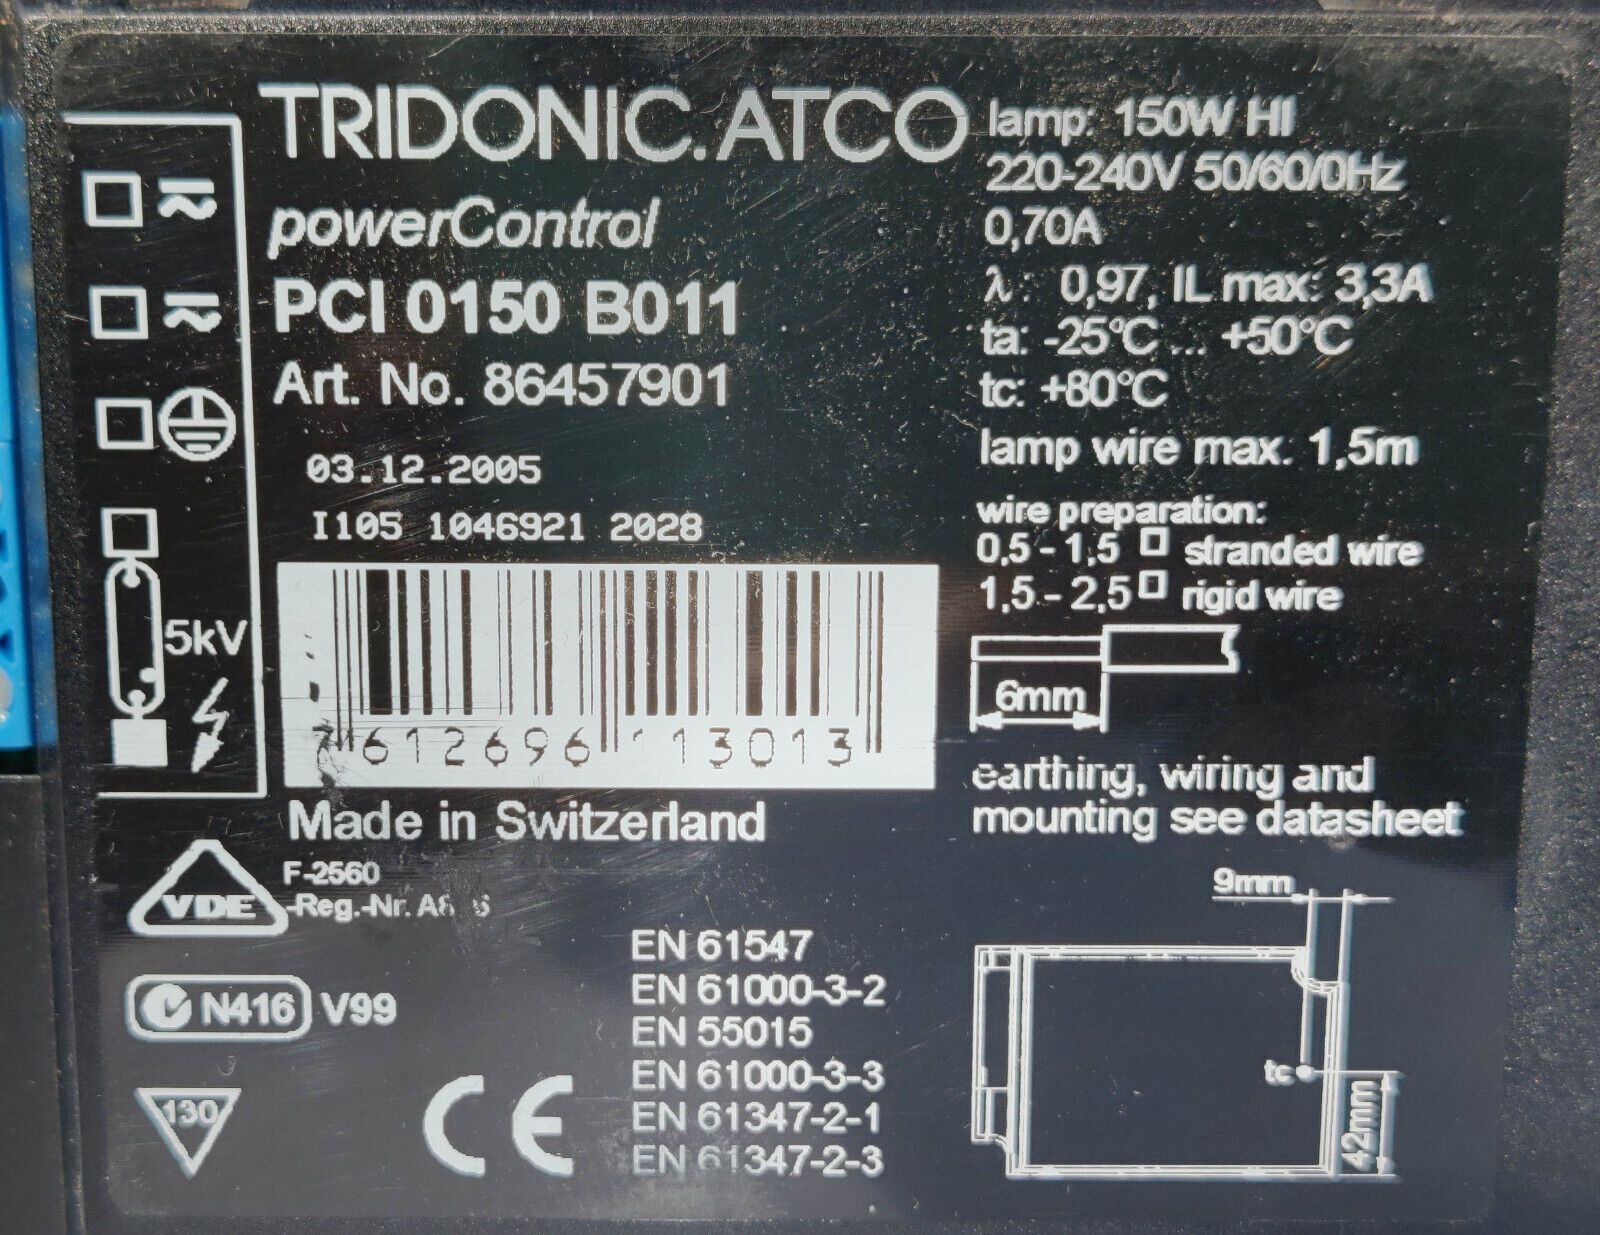 TRIDONIC.ATCO
powerControl
PCI 0150 B011
Art. No. 86457901
03.12.2005
I105 1046921 2028
5kV
7 612696 113013
Made in Switzerland
F-2560
VDE -Reg.-Nr.
N416 V99
130
CE
EN 61547
EN 61000-3-2
EN 55015
EN 61000-3-3
EN 61347-2-1
EN 61347-2-3
lamp: 150W HI
220-240V 50/60/0Hz
0,70A
λ: 0,97, IL max: 3,3A
ta: -25°C ... +50°C
tc: +80°C
lamp wire max. 1,5m
wire preparation:
0,5 - 1,5 □ stranded wire
1,5 - 2,5 □ rigid wire
6mm
earthing, wiring and
mounting see datasheet
9mm
tc
42mm